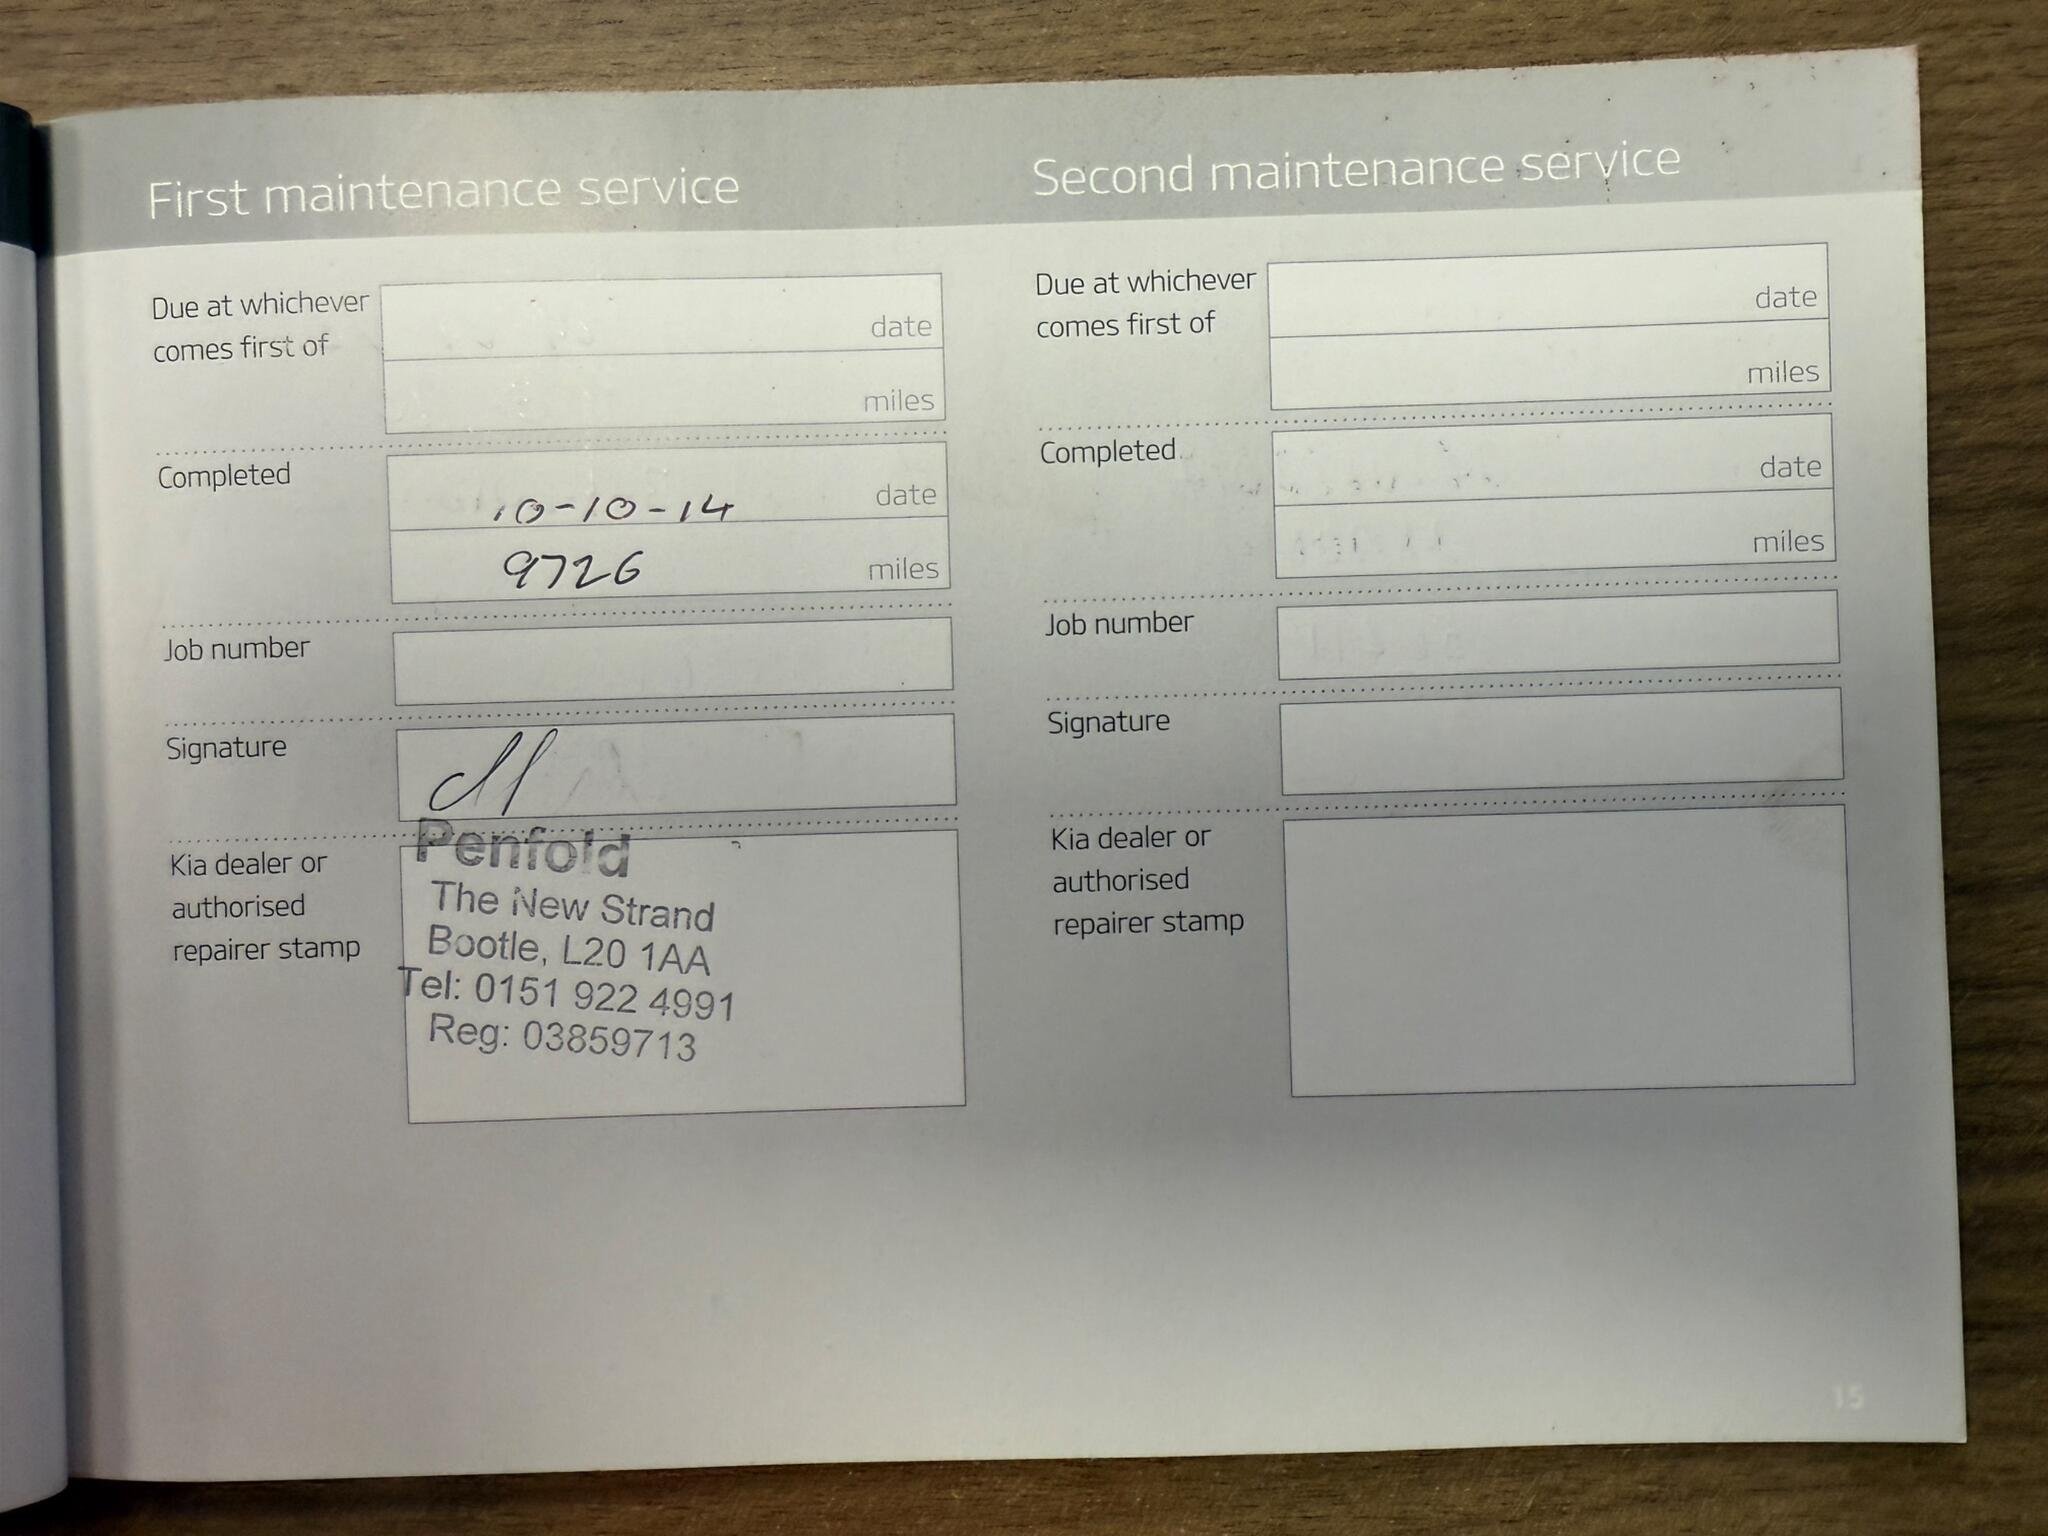 First maintenance service
Due at whichever
comes first of
date
miles
Completed
10-10-14 date
9726 miles
Job number
Signature
Kia dealer or
authorised
repairer stamp
Penfold
The New Strand
Bootle, L20 1AA
Tel: 0151 922 4991
Reg: 03859713
Second maintenance service
Due at whichever
comes first of
date
miles
Completed
date
miles
Job number
Signature
Kia dealer or
authorised
repairer stamp
15